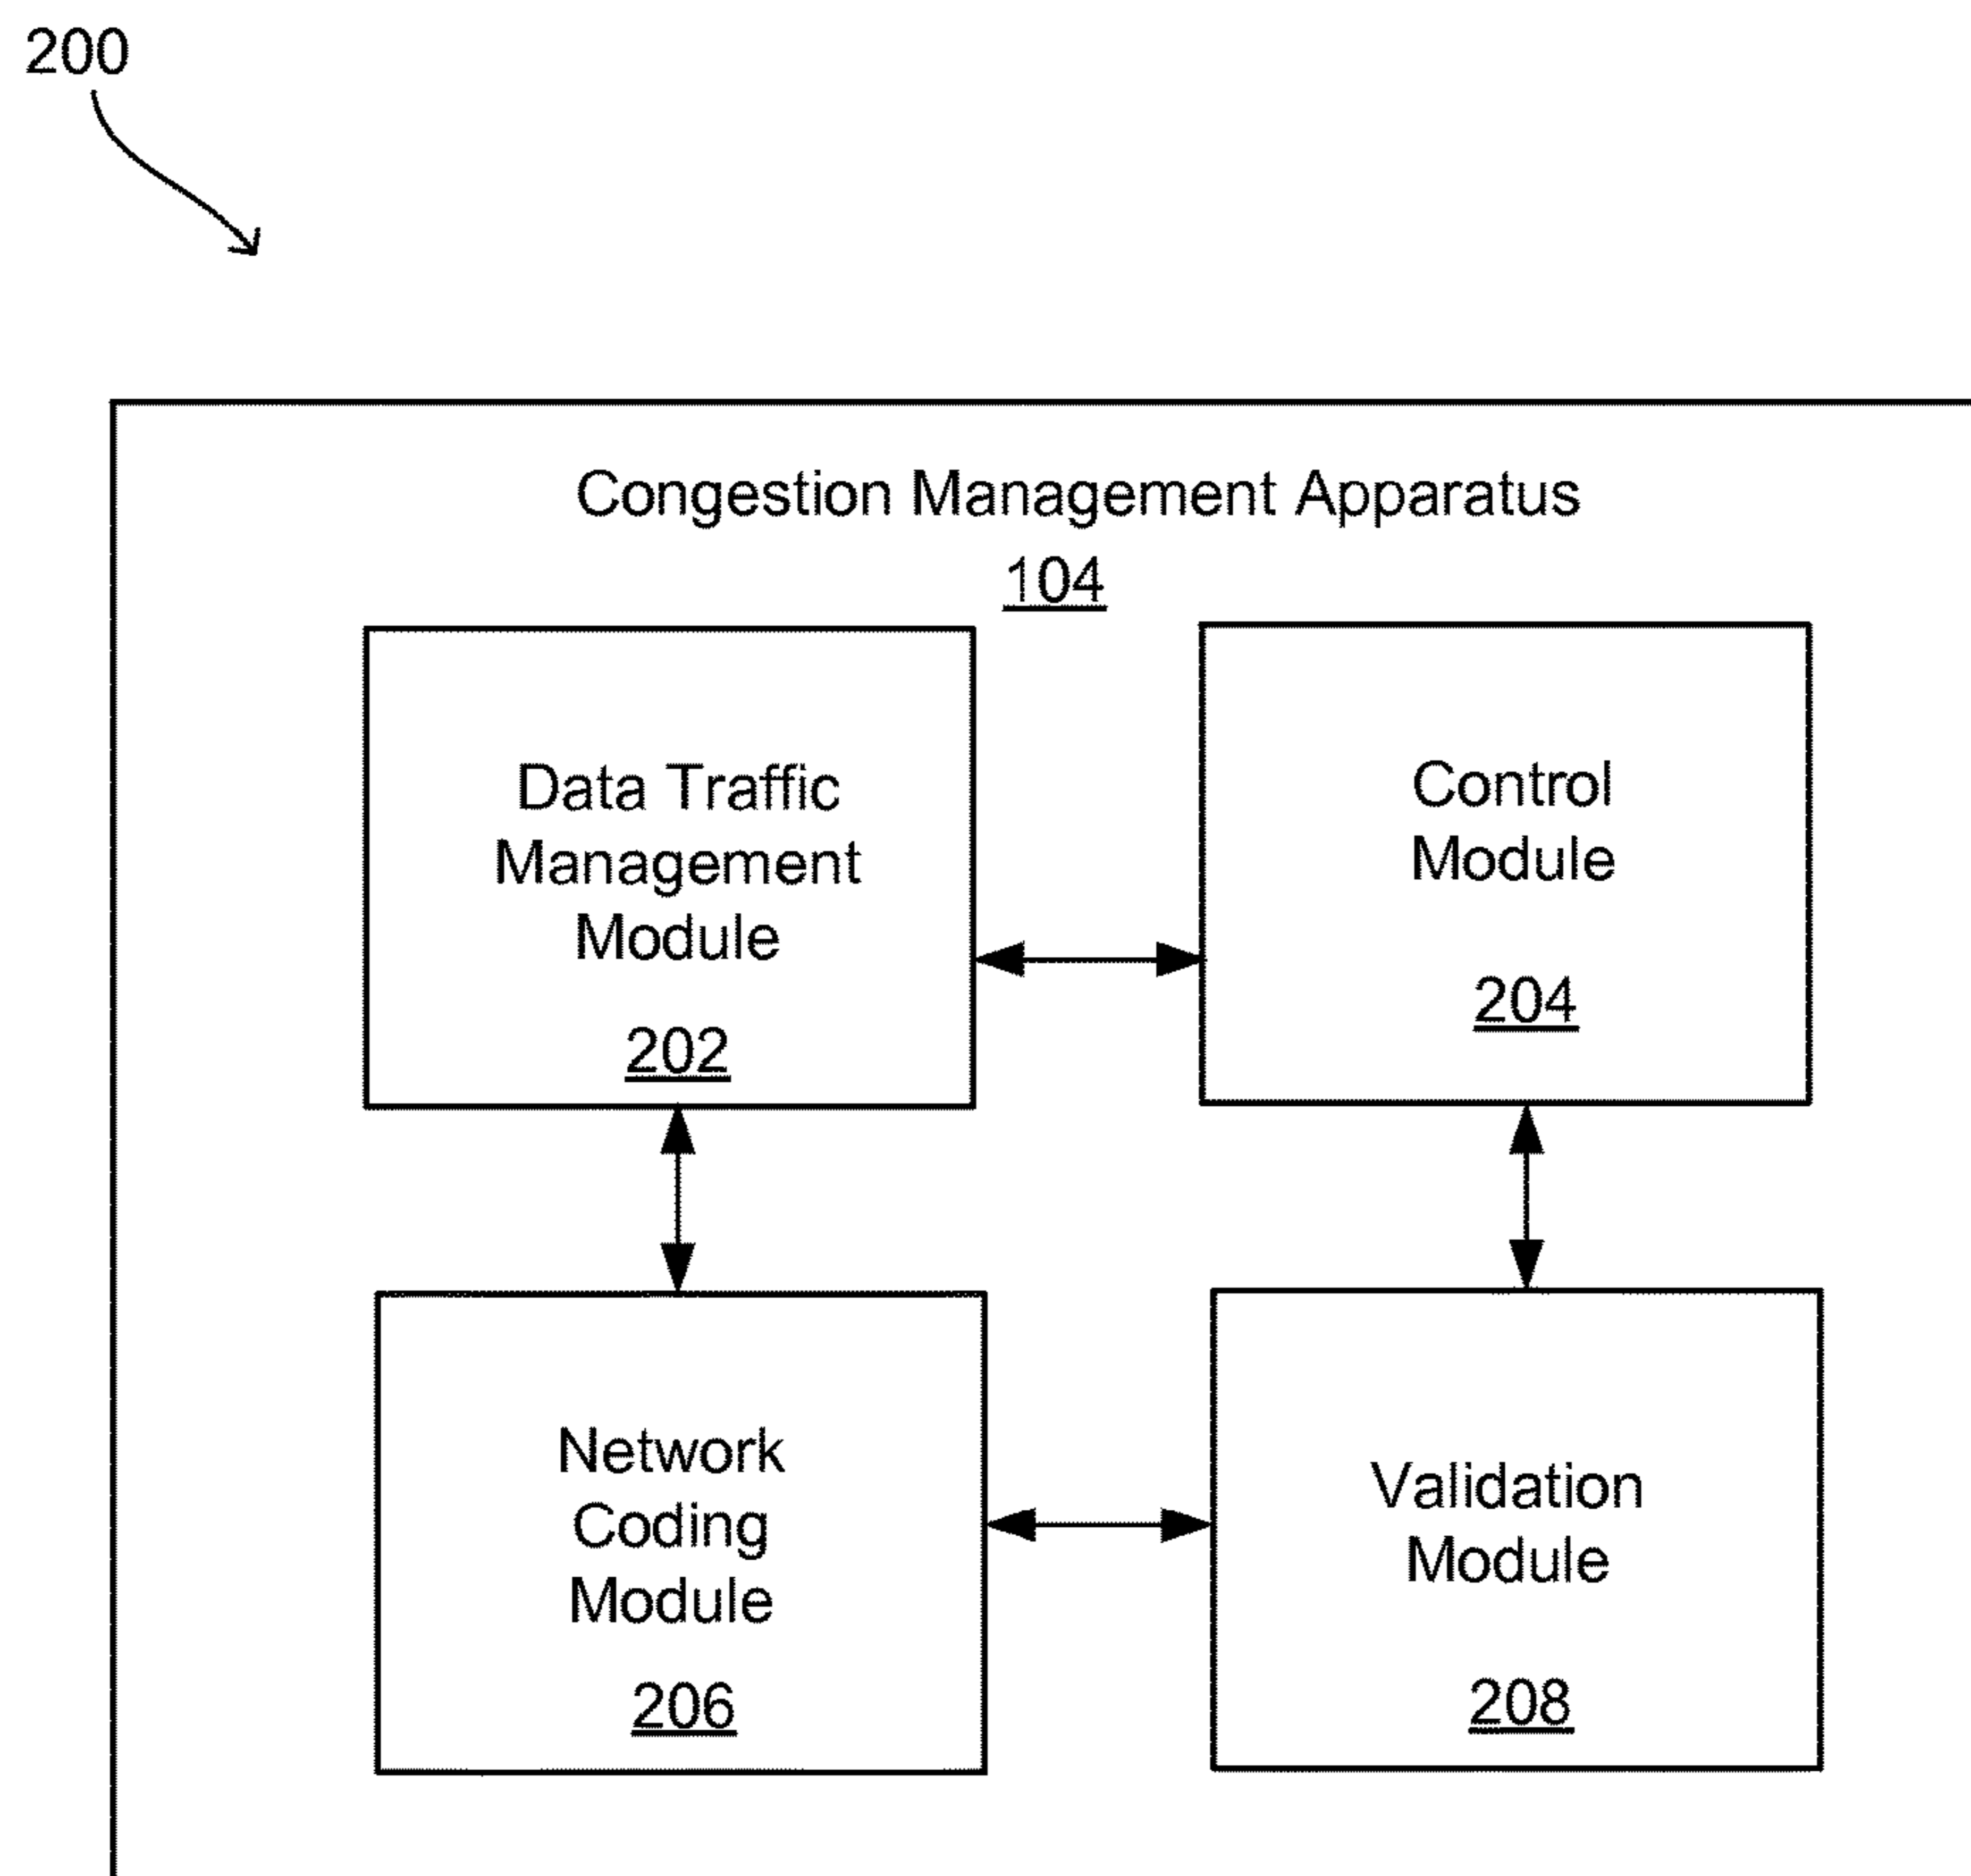 200
Congestion Management Apparatus
104
Data Traffic
Management
Module
202
Control
Module
204
Network
Coding
Module
206
Validation
Module
208